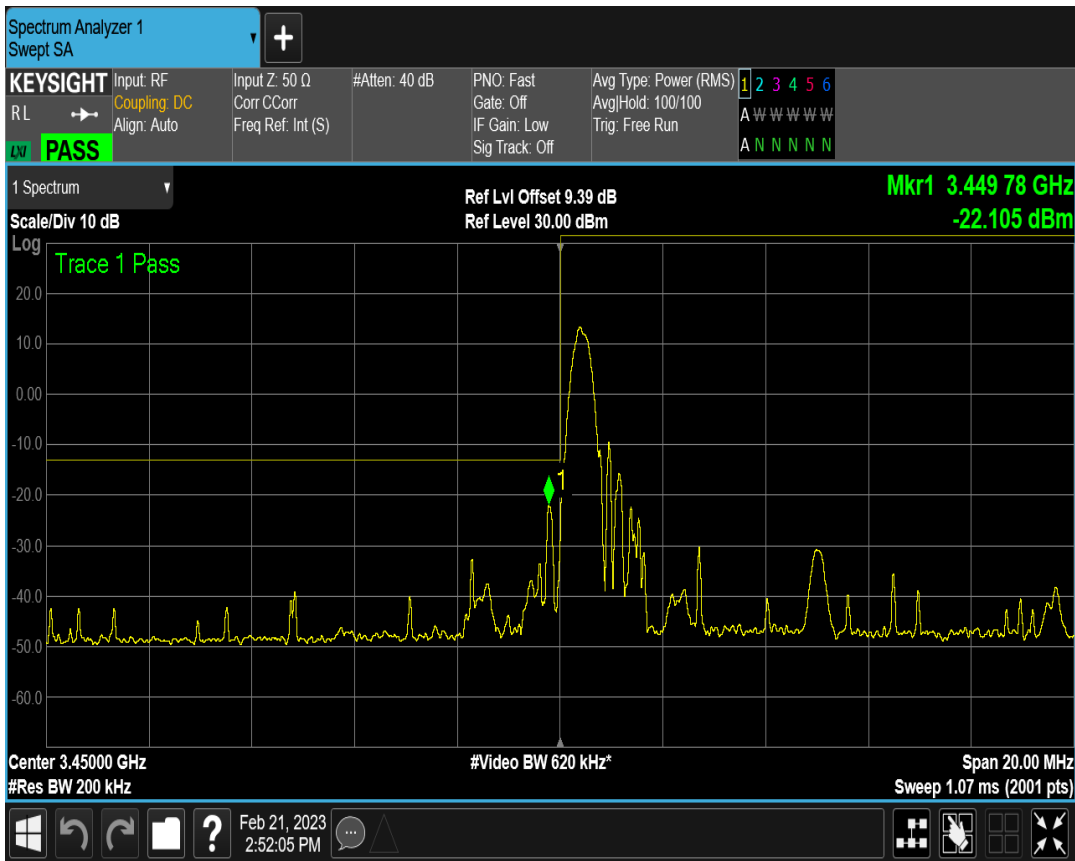 Spectrum Analyzer 1
Swept SA
+
KEYSIGHT
R L
LXI PASS
Input: RF
Coupling: DC
Align: Auto
Input Z: 50 Ω
Corr CCorr
Freq Ref: Int (S)
#Atten: 40 dB
PNO: Fast
Gate: Off
IF Gain: Low
Sig Track: Off
Avg Type: Power (RMS)
Avg|Hold: 100/100
Trig: Free Run
1 2 3 4 5 6
A W W W W W
A N N N N N
1 Spectrum
Scale/Div 10 dB
Ref Lvl Offset 9.39 dB
Ref Level 30.00 dBm
Mkr1 3.449 78 GHz
-22.105 dBm
Log
Trace 1 Pass
20.0
10.0
0.00
-10.0
-20.0
-30.0
-40.0
-50.0
-60.0
1
Center 3.45000 GHz
#Res BW 200 kHz
#Video BW 620 kHz*
Span 20.00 MHz
Sweep 1.07 ms (2001 pts)
?
Feb 21, 2023
2:52:05 PM